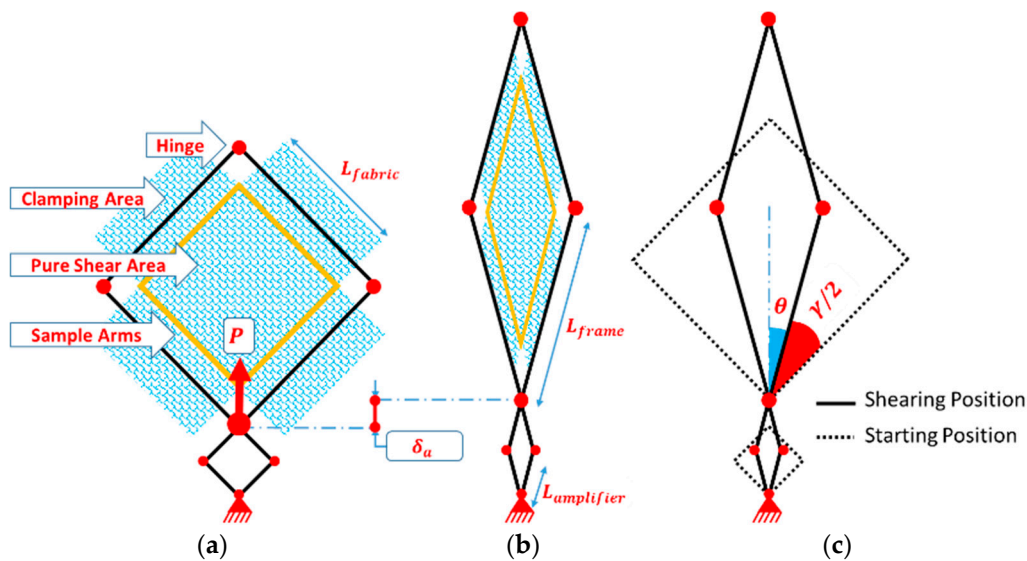 Hinge
Clamping Area
Pure Shear Area
Sample Arms
L_fabric
P
δ_a
L_frame
L_amplifier
θ
γ/2
Shearing Position
Starting Position
(a)
(b)
(c)